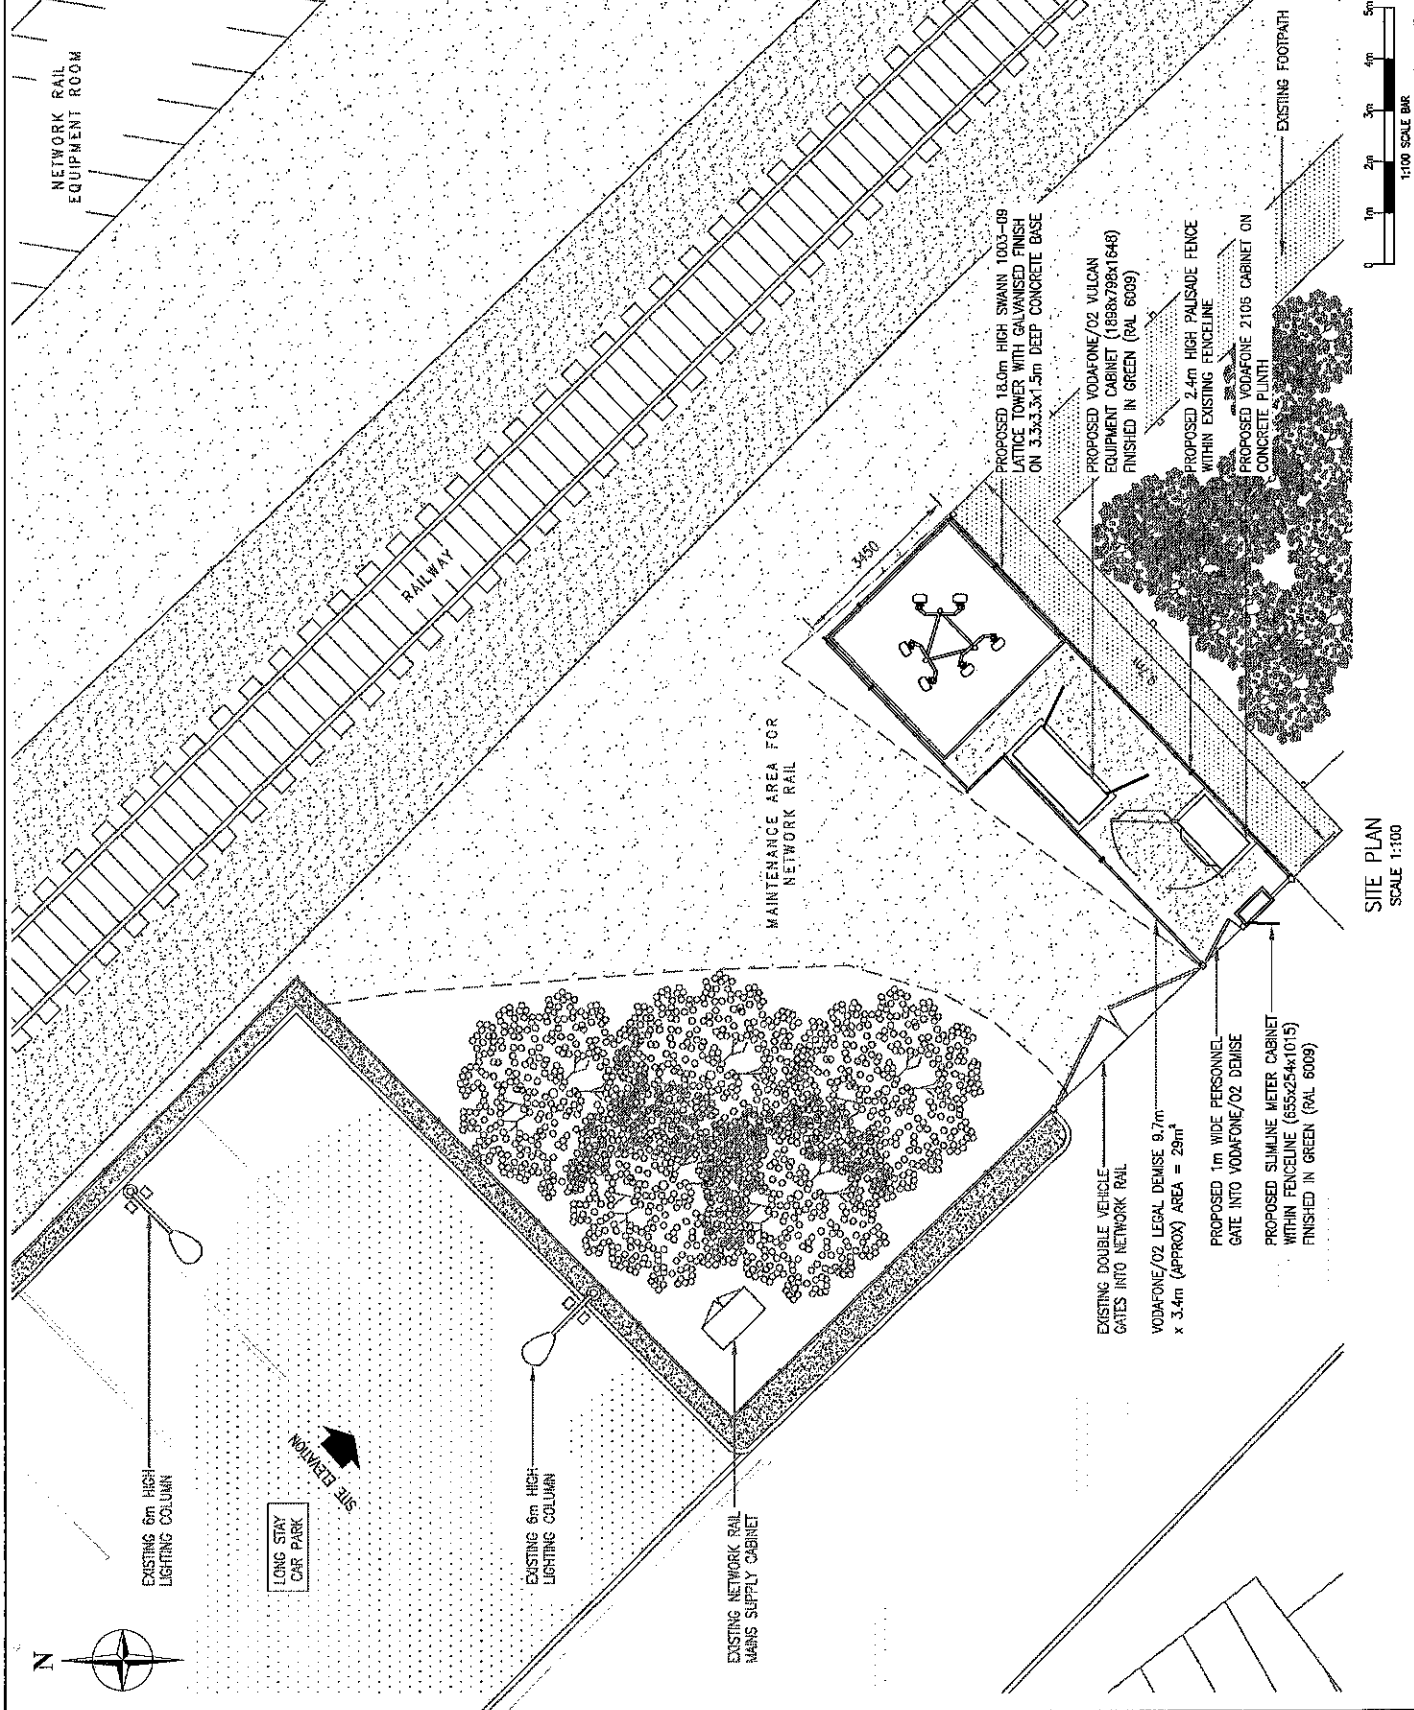 N
NETWORK RAIL
EQUIPMENT ROOM
EXISTING 6m HIGH
LIGHTING COLUMN
LONG STAY
CAR PARK
SITE ELEVATION
EXISTING 6m HIGH
LIGHTING COLUMN
EXISTING NETWORK RAIL
MAINS SUPPLY CABINET
RAILWAY
MAINTENANCE AREA FOR
NETWORK RAIL
3450
9.7m
PROPOSED 18.0m HIGH SWANN 1003-09
LATTICE TOWER WITH GALVANISED FINISH
ON 3.3x3.3x1.5m DEEP CONCRETE BASE
PROPOSED VODAFONE/O2 VULCAN
EQUIPMENT CABINET (1898x798x1648)
FINISHED IN GREEN (RAL 6009)
PROPOSED 2.4m HIGH PALISADE FENCE
WITHIN EXISTING FENCELINE
PROPOSED VODAFONE 2106 CABINET ON
CONCRETE PLINTH
EXISTING FOOTPATH
EXISTING DOUBLE VEHICLE
GATES INTO NETWORK RAIL
VODAFONE/O2 LEGAL DEMISE 9.7m
x 3.4m (APPROX) AREA = 29m²
PROPOSED 1m WIDE PERSONNEL
GATE INTO VODAFONE/O2 DEMISE
PROPOSED SLIMLINE METER CABINET
WITHIN FENCELINE (655x254x1015)
FINISHED IN GREEN (RAL 6009)
SITE PLAN
SCALE 1:100
0 1m 2m 3m 4m 5m
1:100 SCALE BAR